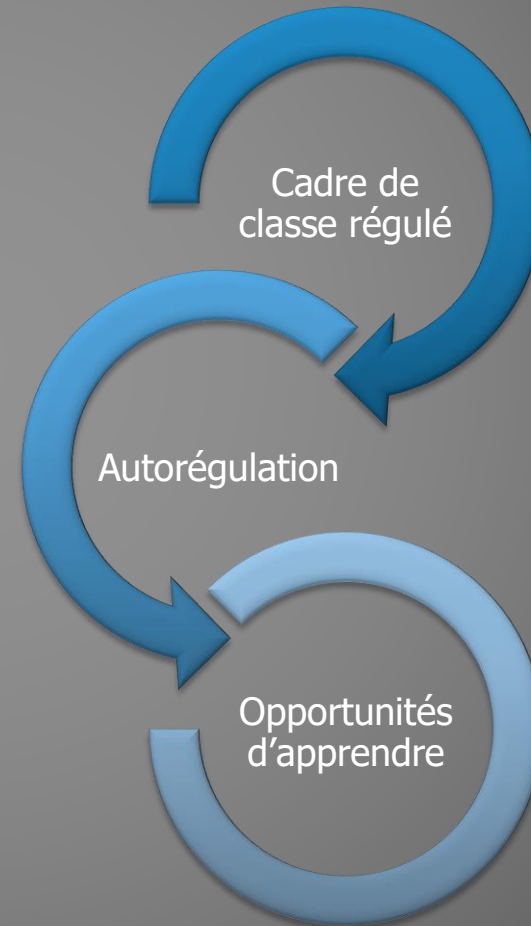 Cadre de
classe régulé
Autorégulation
Opportunités
d’apprendre